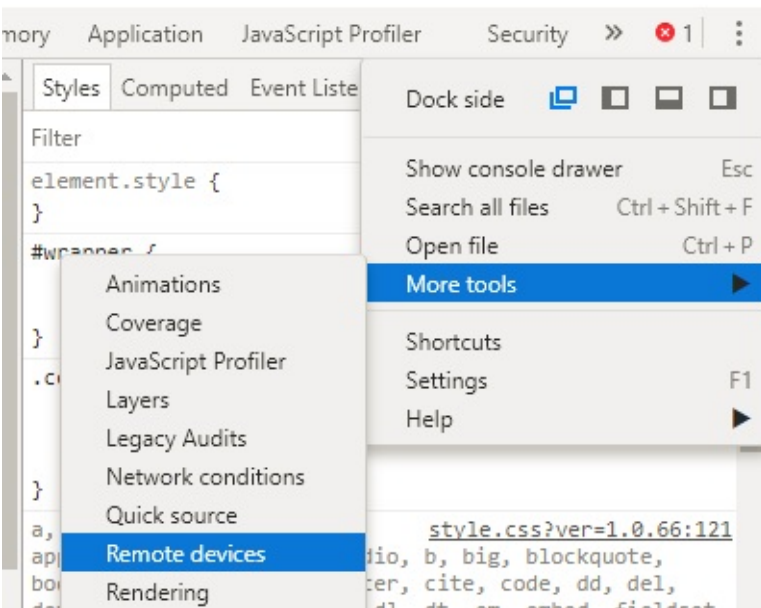 Application JavaScript Profiler Security » 1
Styles Computed Event Liste
Filter
element.style {
}
#wrapper {
}
}
Dock side
Show console drawer Esc
Search all files Ctrl + Shift + F
Open file Ctrl + P
More tools
Shortcuts
Settings F1
Help
Animations
Coverage
JavaScript Profiler
Layers
Legacy Audits
Network conditions
Quick source
Remote devices
Rendering
a, style.css?ver=1.0.66:121
b, big, blockquote,
cite, code, dd, del,